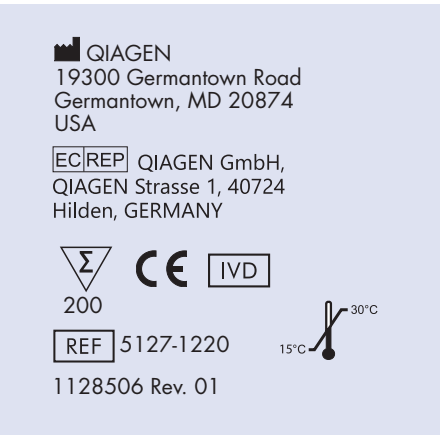 QIAGEN
19300 Germantown Road
Germantown, MD 20874
USA
EC REP QIAGEN GmbH,
QIAGEN Strasse 1, 40724
Hilden, GERMANY
Σ CE IVD
200
30°C
REF 5127-1220
15°C
1128506 Rev. 01